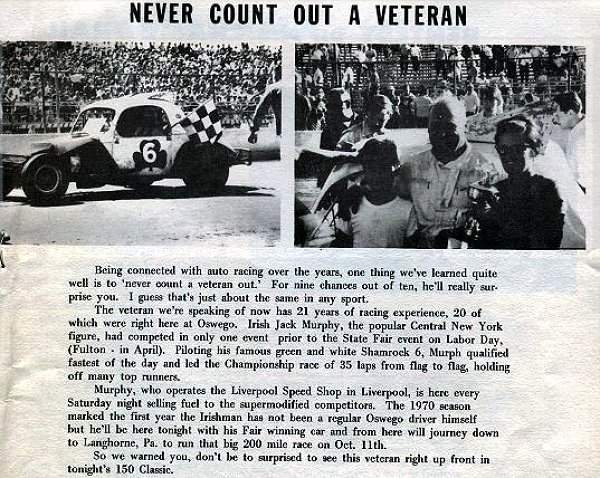 NEVER COUNT OUT A VETERAN
6
Being connected with auto racing over the years, one thing we've learned quite
well is to 'never count a veteran out.' For nine chances out of ten, he'll really sur-
prise you. I guess that's just about the same in any sport.
The veteran we're speaking of now has 21 years of racing experience, 20 of
which were right here at Oswego. Irish Jack Murphy, the popular Central New York
figure, had competed in only one event prior to the State Fair event on Labor Day,
(Fulton - in April). Piloting his famous green and white Shamrock 6, Murph qualified
fastest of the day and led the Championship race of 35 laps from flag to flag, holding
off many top runners.
Murphy, who operates the Liverpool Speed Shop in Liverpool, is here every
Saturday night selling fuel to the supermodified competitors. The 1970 season
marked the first year the Irishman has not been a regular Oswego driver himself
but he'll be here tonight with his Fair winning car and from here will journey down
to Langhorne, Pa. to run that big 200 mile race on Oct. 11th.
So we warned you, don't be to surprised to see this veteran right up front in
tonight's 150 Classic.